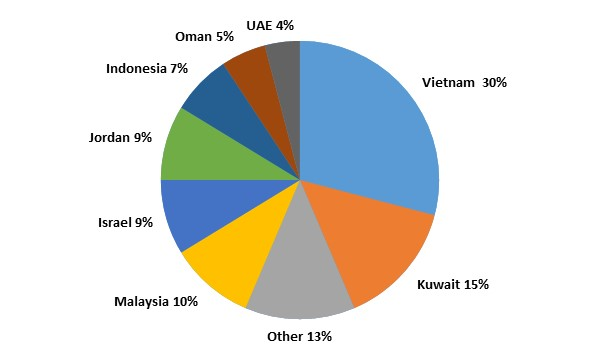 UAE 4%
Oman 5%
Vietnam  30%
Indonesia 7%
Jordan 9%
Israel 9%
Kuwait 15%
Malaysia 10%
Other 13%